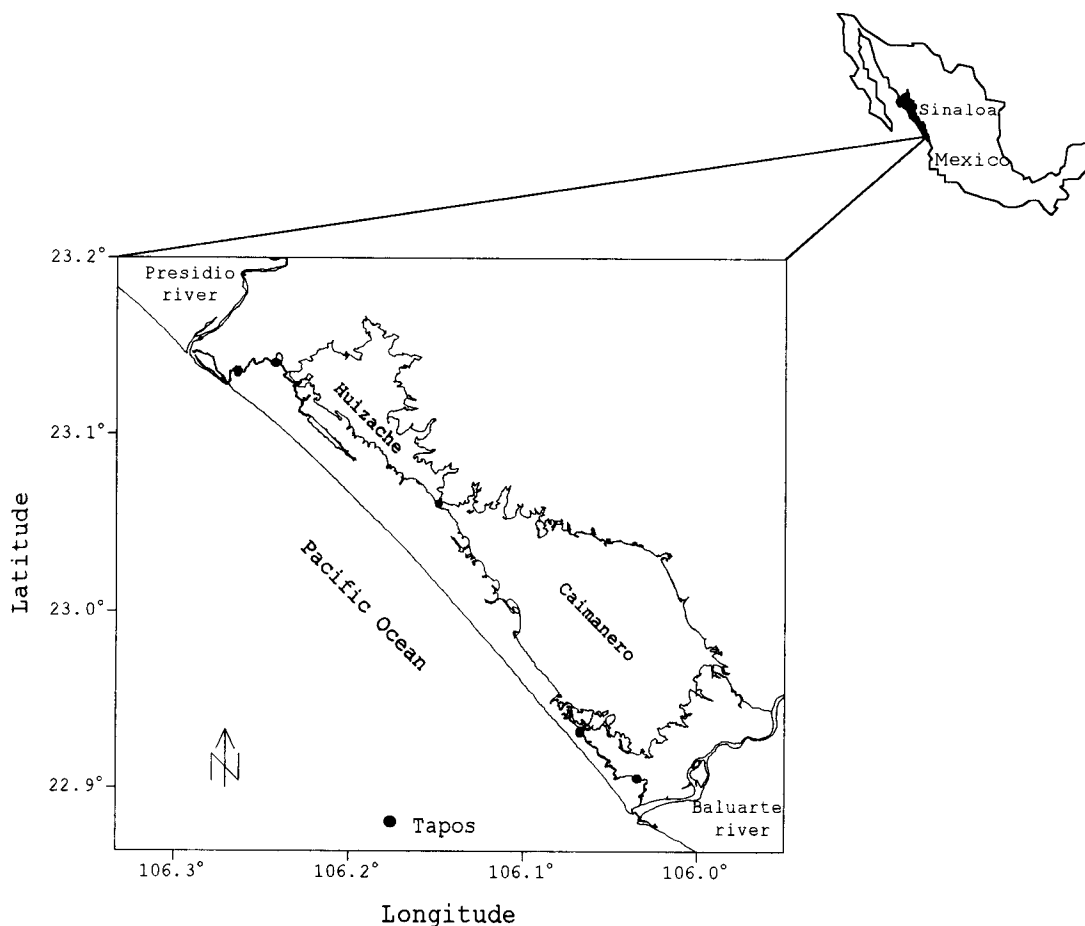 Sinaloa
Mexico
23.2°
Presidio
river
Huizache
23.1°
Latitude
Pacific Ocean
23.0°
Caimanero
N
22.9°
Baluarte
river
Tapos
106.3°
106.2°
106.1°
106.0°
Longitude